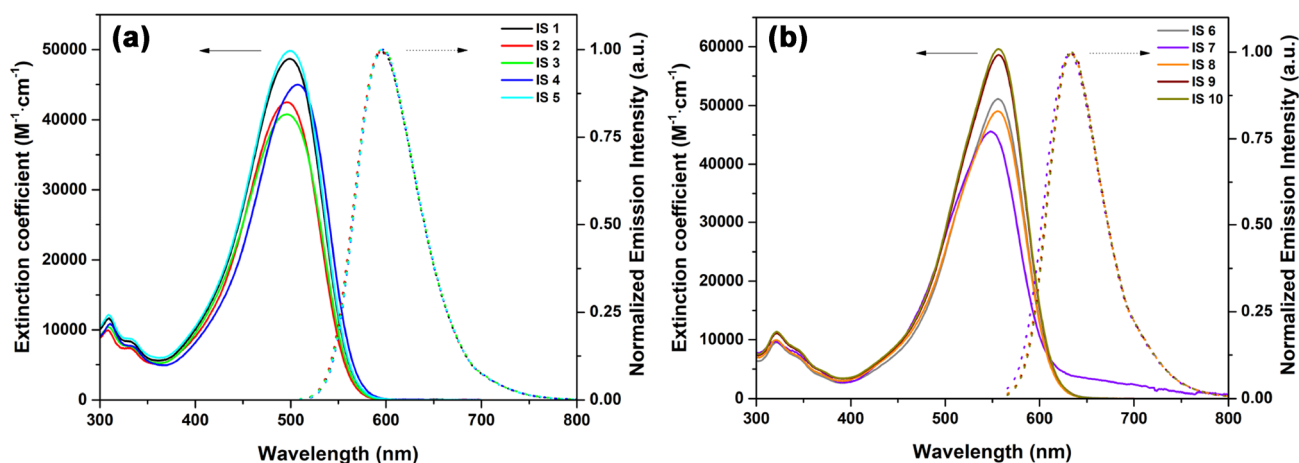 (a)
IS 1
IS 2
IS 3
IS 4
IS 5
50000
40000
30000
20000
10000
0
1.00
0.75
0.50
0.25
0.00
300 400 500 600 700 800
Extinction coefficient (M⁻¹·cm⁻¹)
Normalized Emission Intensity (a.u.)
Wavelength (nm)
(b)
IS 6
IS 7
IS 8
IS 9
IS 10
60000
50000
40000
30000
20000
10000
0
1.00
0.75
0.50
0.25
0.00
300 400 500 600 700 800
Extinction coefficient (M⁻¹·cm⁻¹)
Normalized Emission Intensity (a.u.)
Wavelength (nm)